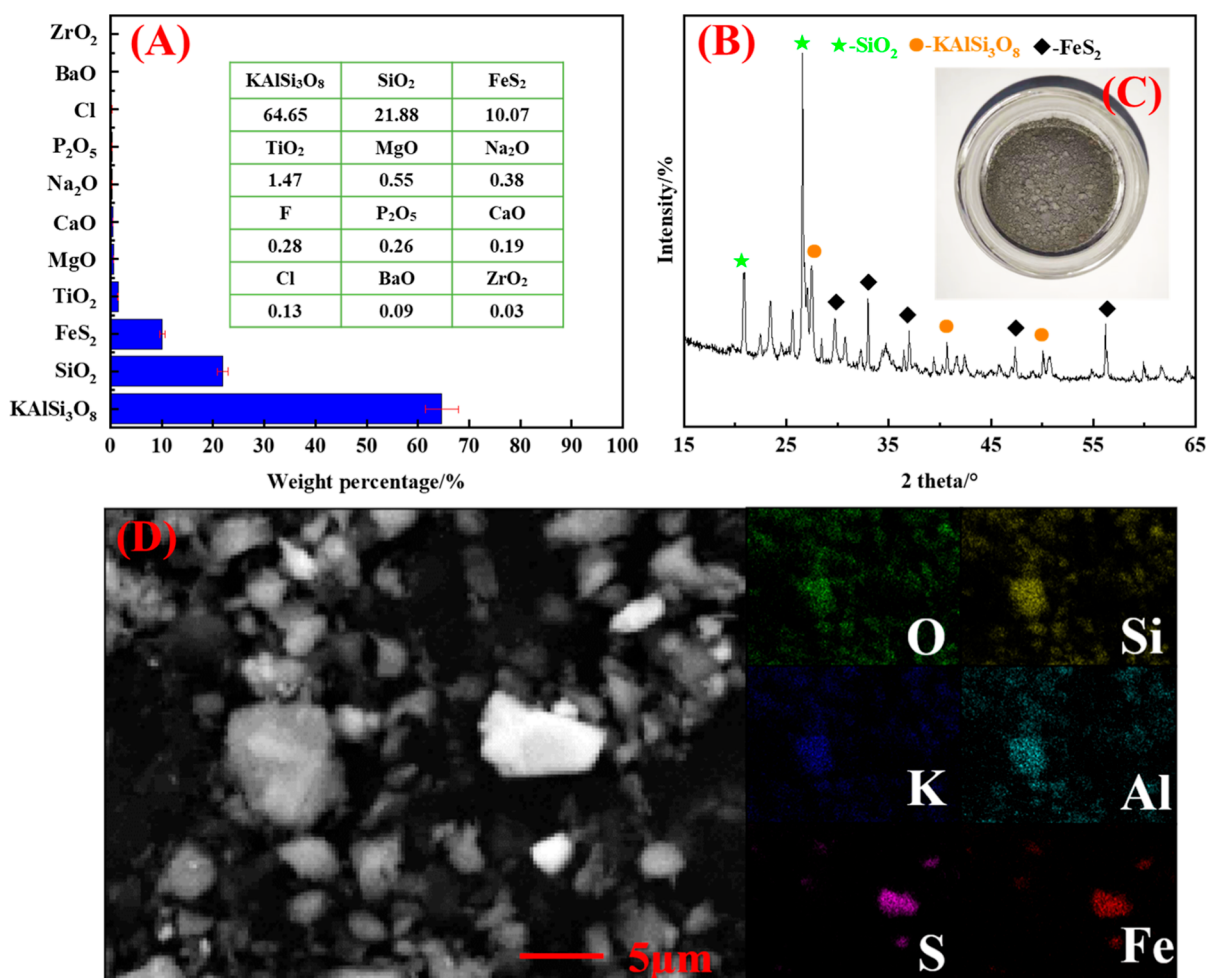 (A)
ZrO₂
BaO
Cl
P₂O₅
Na₂O
CaO
MgO
TiO₂
FeS₂
SiO₂
KAlSi₃O₈
KAlSi₃O₈ SiO₂ FeS₂
64.65 21.88 10.07
TiO₂ MgO Na₂O
1.47 0.55 0.38
F P₂O₅ CaO
0.28 0.26 0.19
Cl BaO ZrO₂
0.13 0.09 0.03
0 10 20 30 40 50 60 70 80 90 100
Weight percentage/%
(B)
-SiO₂ -KAlSi₃O₈ -FeS₂
(C)
Intensity/%
15 25 35 45 55 65
2 theta/°
(D)
5μm
O Si
K Al
S Fe